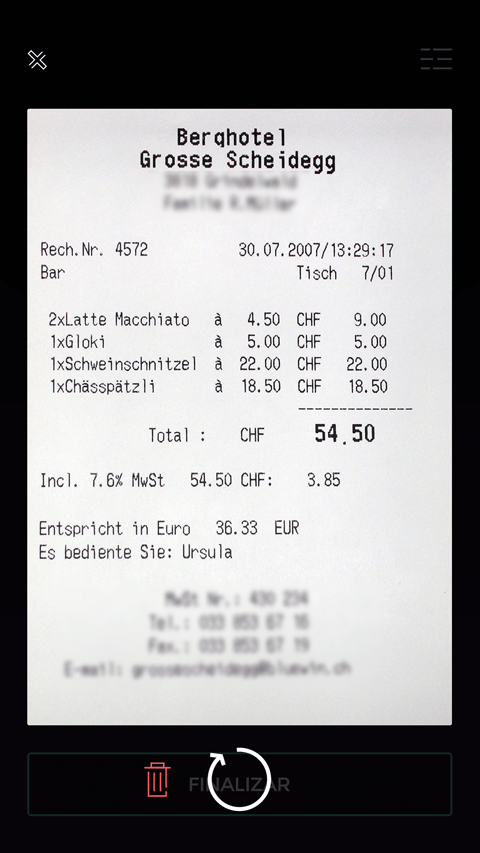 Berghotel
Grosse Scheidegg
3818 Grindelwald
Familie R.Müller
Rech.Nr. 4572 30.07.2007/13:29:17
Bar Tisch 7/01
2xLatte Macchiato à 4.50 CHF 9.00
1xGloki à 5.00 CHF 5.00
1xSchweinschnitzel à 22.00 CHF 22.00
1xChässpätzli à 18.50 CHF 18.50
Total : CHF 54.50
Incl. 7.6% MwSt 54.50 CHF: 3.85
Entspricht in Euro 36.33 EUR
Es bediente Sie: Ursula
MwSt Nr.: 430 234
Tel.: 033 853 67 16
Fax.: 033 853 67 19
E-mail: grossescheidegg@bluewin.ch
FINALIZAR